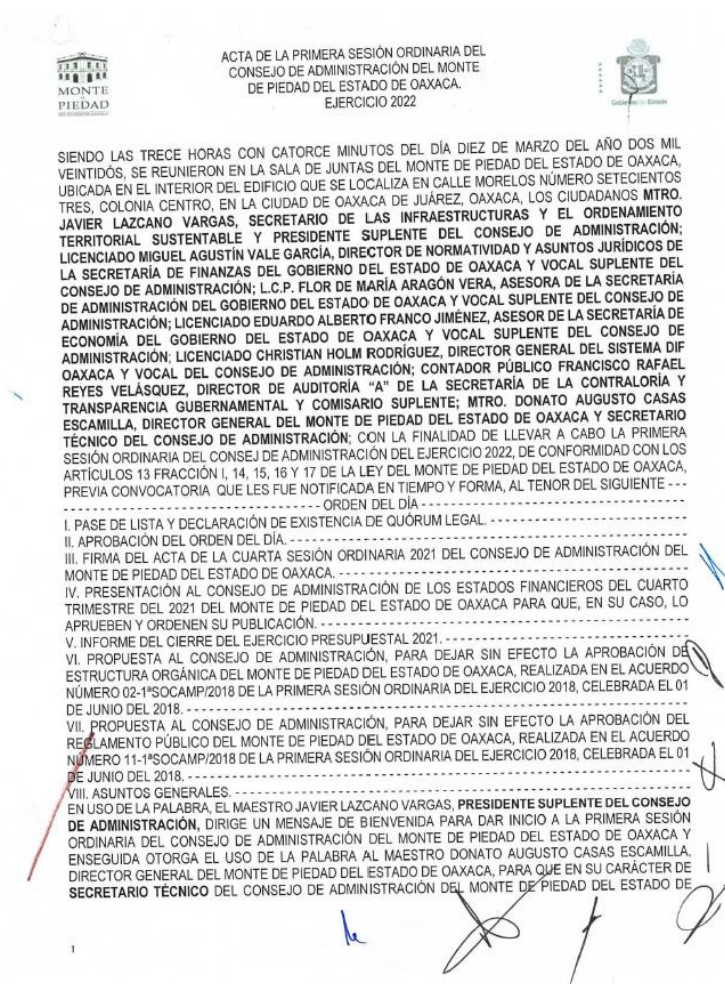 ACTA DE LA PRIMERA SESIÓN ORDINARIA DEL
CONSEJO DE ADMINISTRACIÓN DEL MONTE
DE PIEDAD DEL ESTADO DE OAXACA.
EJERCICIO 2022
MONTE
DE
PIEDAD
Gobierno del Estado
SIENDO LAS TRECE HORAS CON CATORCE MINUTOS DEL DÍA DIEZ DE MARZO DEL AÑO DOS MIL
VEINTIDÓS, SE REUNIERON EN LA SALA DE JUNTAS DEL MONTE DE PIEDAD DEL ESTADO DE OAXACA,
UBICADA EN EL INTERIOR DEL EDIFICIO QUE SE LOCALIZA EN CALLE MORELOS NÚMERO SETECIENTOS
TRES, COLONIA CENTRO, EN LA CIUDAD DE OAXACA DE JUÁREZ, OAXACA, LOS CIUDADANOS MTRO.
JAVIER LAZCANO VARGAS, SECRETARIO DE LAS INFRAESTRUCTURAS Y EL ORDENAMIENTO
TERRITORIAL SUSTENTABLE Y PRESIDENTE SUPLENTE DEL CONSEJO DE ADMINISTRACIÓN;
LICENCIADO MIGUEL AGUSTÍN VALE GARCÍA, DIRECTOR DE NORMATIVIDAD Y ASUNTOS JURÍDICOS DE
LA SECRETARÍA DE FINANZAS DEL GOBIERNO DEL ESTADO DE OAXACA Y VOCAL SUPLENTE DEL
CONSEJO DE ADMINISTRACIÓN; L.C.P. FLOR DE MARÍA ARAGÓN VERA, ASESORA DE LA SECRETARÍA
DE ADMINISTRACIÓN DEL GOBIERNO DEL ESTADO DE OAXACA Y VOCAL SUPLENTE DEL CONSEJO DE
ADMINISTRACIÓN; LICENCIADO EDUARDO ALBERTO FRANCO JIMÉNEZ, ASESOR DE LA SECRETARÍA DE
ECONOMÍA DEL GOBIERNO DEL ESTADO DE OAXACA Y VOCAL SUPLENTE DEL CONSEJO DE
ADMINISTRACIÓN; LICENCIADO CHRISTIAN HOLM RODRÍGUEZ, DIRECTOR GENERAL DEL SISTEMA DIF
OAXACA Y VOCAL DEL CONSEJO DE ADMINISTRACIÓN; CONTADOR PÚBLICO FRANCISCO RAFAEL
REYES VELÁSQUEZ, DIRECTOR DE AUDITORÍA “A” DE LA SECRETARÍA DE LA CONTRALORÍA Y
TRANSPARENCIA GUBERNAMENTAL Y COMISARIO SUPLENTE; MTRO. DONATO AUGUSTO CASAS
ESCAMILLA, DIRECTOR GENERAL DEL MONTE DE PIEDAD DEL ESTADO DE OAXACA Y SECRETARIO
TÉCNICO DEL CONSEJO DE ADMINISTRACIÓN; CON LA FINALIDAD DE LLEVAR A CABO LA PRIMERA
SESIÓN ORDINARIA DEL CONSEJ DE ADMINISTRACIÓN DEL EJERCICIO 2022, DE CONFORMIDAD CON LOS
ARTÍCULOS 13 FRACCIÓN I, 14, 15, 16 Y 17 DE LA LEY DEL MONTE DE PIEDAD DEL ESTADO DE OAXACA,
PREVIA CONVOCATORIA QUE LES FUE NOTIFICADA EN TIEMPO Y FORMA, AL TENOR DEL SIGUIENTE - - -
- - - - - - - - - - - - - - - - - - - - ORDEN DEL DÍA - - - - - - - - - - - - - - - - - - - -
I. PASE DE LISTA Y DECLARACIÓN DE EXISTENCIA DE QUÓRUM LEGAL. - - - - - - - - - -
II. APROBACIÓN DEL ORDEN DEL DÍA. - - - - - - - - - -
III. FIRMA DEL ACTA DE LA CUARTA SESIÓN ORDINARIA 2021 DEL CONSEJO DE ADMINISTRACIÓN DEL
MONTE DE PIEDAD DEL ESTADO DE OAXACA. - - - - - - - - - -
IV. PRESENTACIÓN AL CONSEJO DE ADMINISTRACIÓN DE LOS ESTADOS FINANCIEROS DEL CUARTO
TRIMESTRE DEL 2021 DEL MONTE DE PIEDAD DEL ESTADO DE OAXACA PARA QUE, EN SU CASO, LO
APRUEBEN Y ORDENEN SU PUBLICACIÓN. - - - - - - - - - -
V. INFORME DEL CIERRE DEL EJERCICIO PRESUPUESTAL 2021. - - - - - - - - - -
VI. PROPUESTA AL CONSEJO DE ADMINISTRACIÓN, PARA DEJAR SIN EFECTO LA APROBACIÓN DE
ESTRUCTURA ORGÁNICA DEL MONTE DE PIEDAD DEL ESTADO DE OAXACA, REALIZADA EN EL ACUERDO
NÚMERO 02-1ªSOCAMP/2018 DE LA PRIMERA SESIÓN ORDINARIA DEL EJERCICIO 2018, CELEBRADA EL 01
DE JUNIO DEL 2018. - - - - - - - - - -
VII. PROPUESTA AL CONSEJO DE ADMINISTRACIÓN, PARA DEJAR SIN EFECTO LA APROBACIÓN DEL
REGLAMENTO PÚBLICO DEL MONTE DE PIEDAD DEL ESTADO DE OAXACA, REALIZADA EN EL ACUERDO
NÚMERO 11-1ªSOCAMP/2018 DE LA PRIMERA SESIÓN ORDINARIA DEL EJERCICIO 2018, CELEBRADA EL 01
DE JUNIO DEL 2018. - - - - - - - - - -
VIII. ASUNTOS GENERALES. - - - - - - - - - -
EN USO DE LA PALABRA, EL MAESTRO JAVIER LAZCANO VARGAS, PRESIDENTE SUPLENTE DEL CONSEJO
DE ADMINISTRACIÓN, DIRIGE UN MENSAJE DE BIENVENIDA PARA DAR INICIO A LA PRIMERA SESIÓN
ORDINARIA DEL CONSEJO DE ADMINISTRACIÓN DEL MONTE DE PIEDAD DEL ESTADO DE OAXACA Y
ENSEGUIDA OTORGA EL USO DE LA PALABRA AL MAESTRO DONATO AUGUSTO CASAS ESCAMILLA,
DIRECTOR GENERAL DEL MONTE DE PIEDAD DEL ESTADO DE OAXACA, PARA QUE EN SU CARÁCTER DE
SECRETARIO TÉCNICO DEL CONSEJO DE ADMINISTRACIÓN DEL MONTE DE PIEDAD DEL ESTADO DE
1